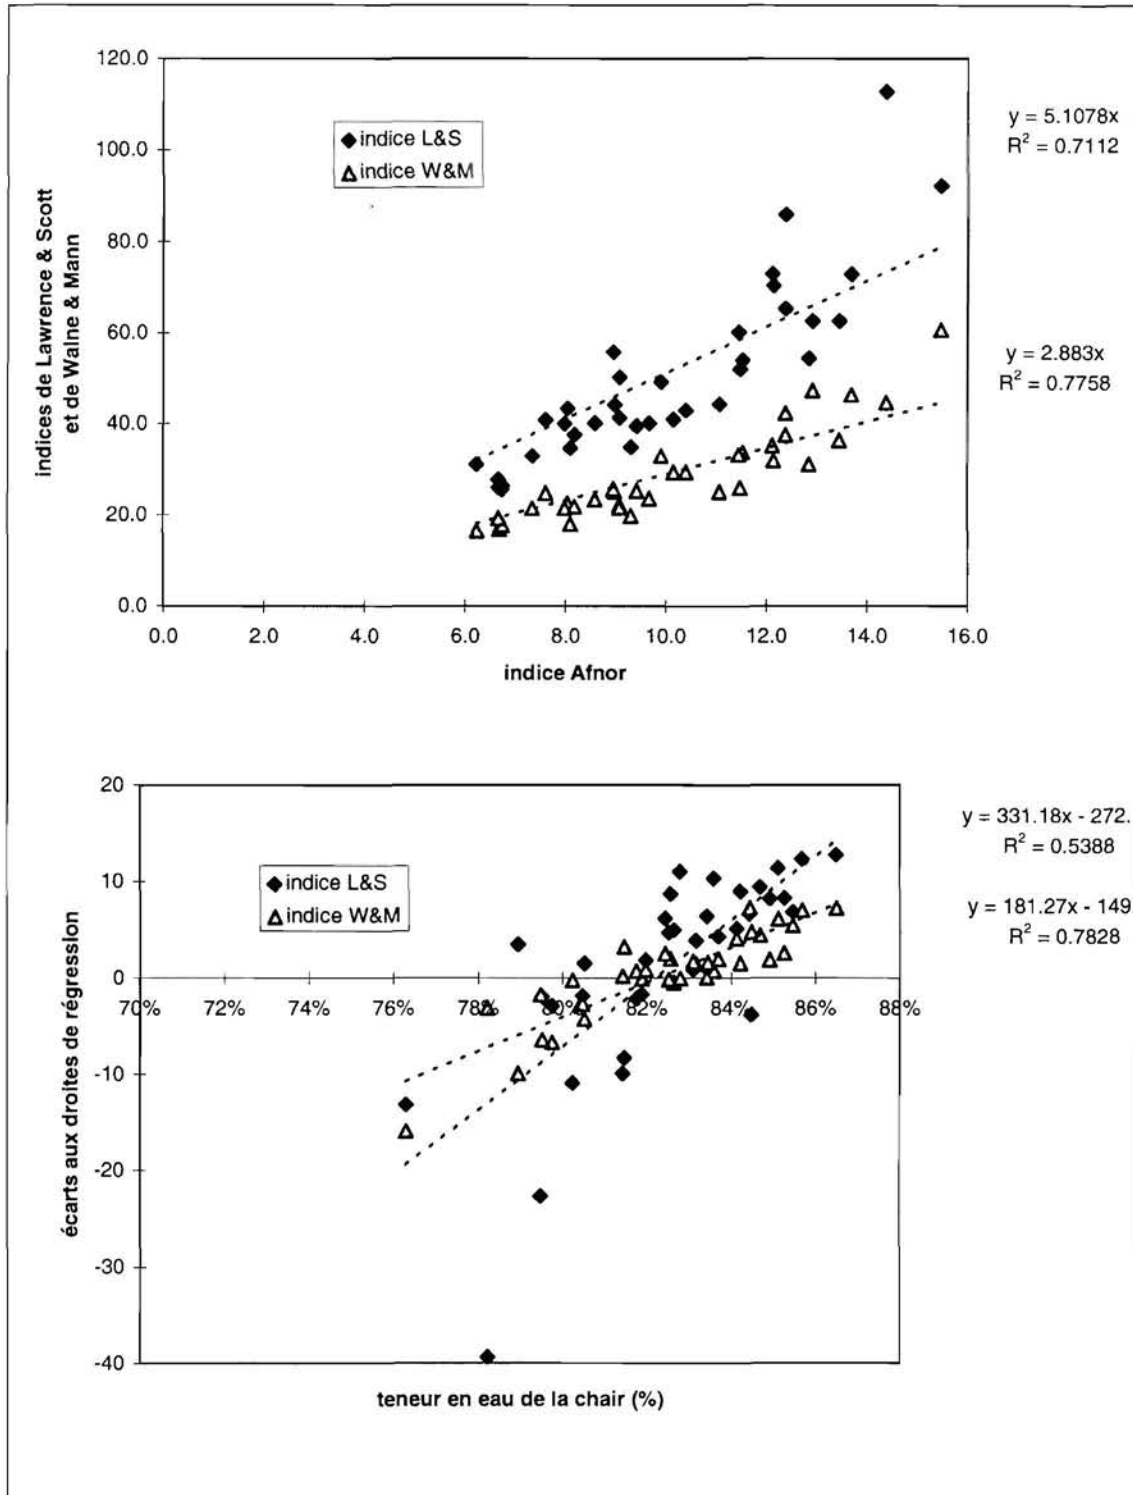 120.0
100.0
80.0
60.0
40.0
20.0
0.0
indices de Lawrence & Scott
et de Walne & Mann
indice L&S
indice W&M
y = 5.1078x
R² = 0.7112
y = 2.883x
R² = 0.7758
0.0 2.0 4.0 6.0 8.0 10.0 12.0 14.0 16.0
indice Afnor
20
10
0
-10
-20
-30
-40
écarts aux droites de régression
indice L&S
indice W&M
y = 331.18x - 272.
R² = 0.5388
y = 181.27x - 149
R² = 0.7828
70% 72% 74% 76% 78% 80% 82% 84% 86% 88%
teneur en eau de la chair (%)